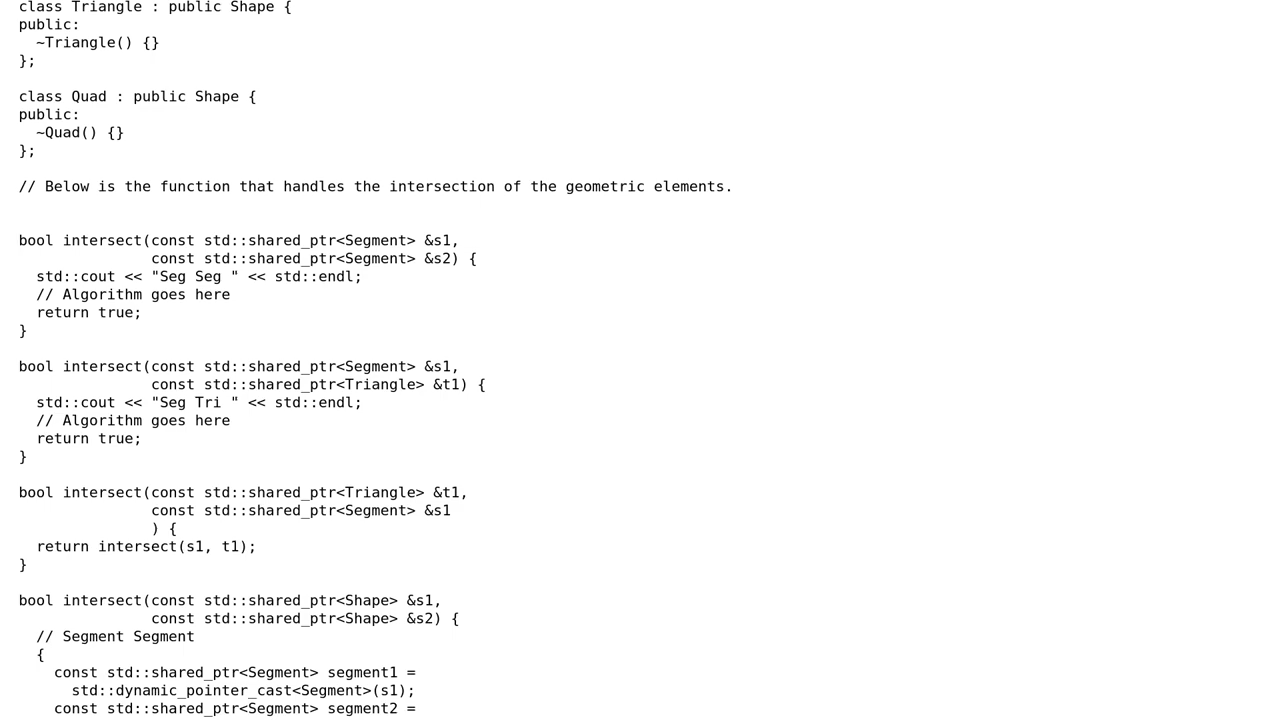 class Triangle : public Shape {
public:
  ~Triangle() {}
};

class Quad : public Shape {
public:
  ~Quad() {}
};

// Below is the function that handles the intersection of the geometric elements.


bool intersect(const std::shared_ptr<Segment> &s1,
               const std::shared_ptr<Segment> &s2) {
  std::cout << "Seg Seg " << std::endl;
  // Algorithm goes here
  return true;
}

bool intersect(const std::shared_ptr<Segment> &s1,
               const std::shared_ptr<Triangle> &t1) {
  std::cout << "Seg Tri " << std::endl;
  // Algorithm goes here
  return true;
}

bool intersect(const std::shared_ptr<Triangle> &t1,
               const std::shared_ptr<Segment> &s1
               ) {
  return intersect(s1, t1);
}

bool intersect(const std::shared_ptr<Shape> &s1,
               const std::shared_ptr<Shape> &s2) {
  // Segment Segment
  {
    const std::shared_ptr<Segment> segment1 =
      std::dynamic_pointer_cast<Segment>(s1);
    const std::shared_ptr<Segment> segment2 =